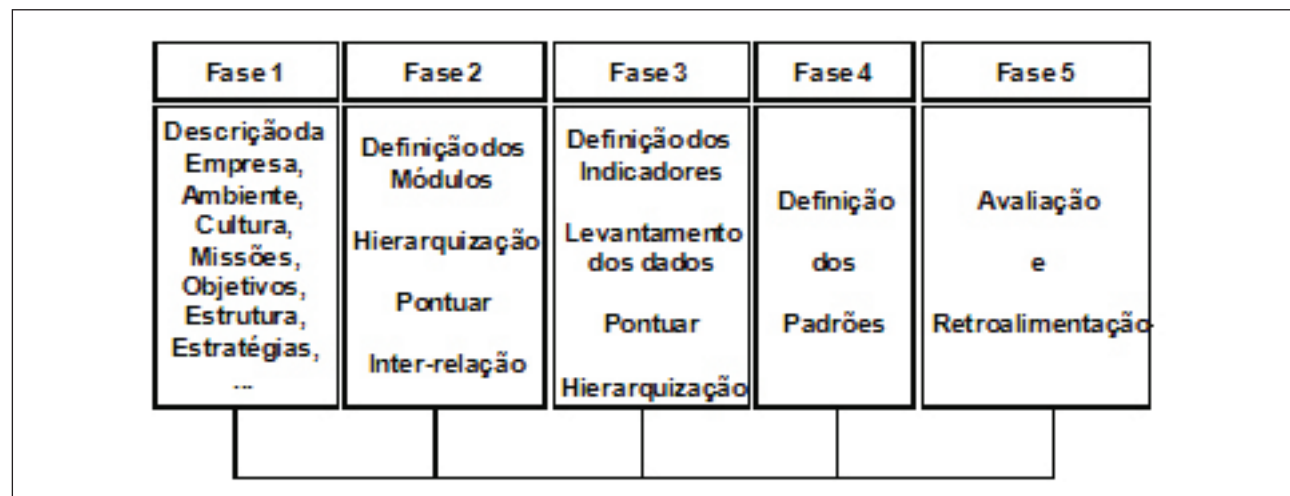 Fase 1
Fase 2
Fase 3
Fase 4
Fase 5
Descrição da
Empresa,
Ambiente,
Cultura,
Missões,
Objetivos,
Estrutura,
Estratégias,
...
Definição dos
Módulos
Hierarquização
Pontuar
Inter-relação
Definição dos
Indicadores
Levantamento
dos dados
Pontuar
Hierarquização
Definição
dos
Padrões
Avaliação
e
Retroalimentação